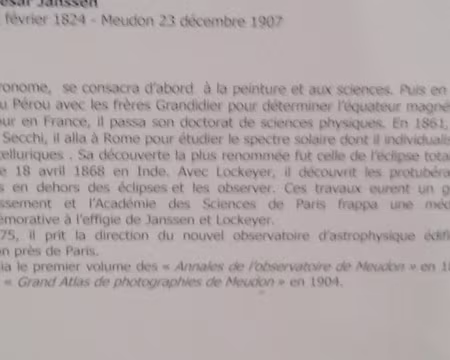 ésar Janssen
février 1824 - Meudon 23 décembre 1907
ronome, se consacra d'abord à la peinture et aux sciences. Puis en
u Pérou avec les frères Grandidier pour déterminer l'équateur magné
ur en France, il passa son doctorat de sciences physiques. En 1861,
Secchi, il alla à Rome pour étudier le spectre solaire dont il individualis
elluriques . Sa découverte la plus renommée fut celle de l'éclipse tota
e 18 avril 1868 en Inde. Avec Lockeyer, il découvrit les protubéra
s en dehors des éclipses et les observer. Ces travaux eurent un g
ssement et l'Académie des Sciences de Paris frappa une méd
émorative à l'effigie de Janssen et Lockeyer.
75, il prit la direction du nouvel observatoire d'astrophysique édifi
n près de Paris.
ia le premier volume des « Annales de l'observatoire de Meudon » en 1
« Grand Atlas de photographies de Meudon » en 1904.